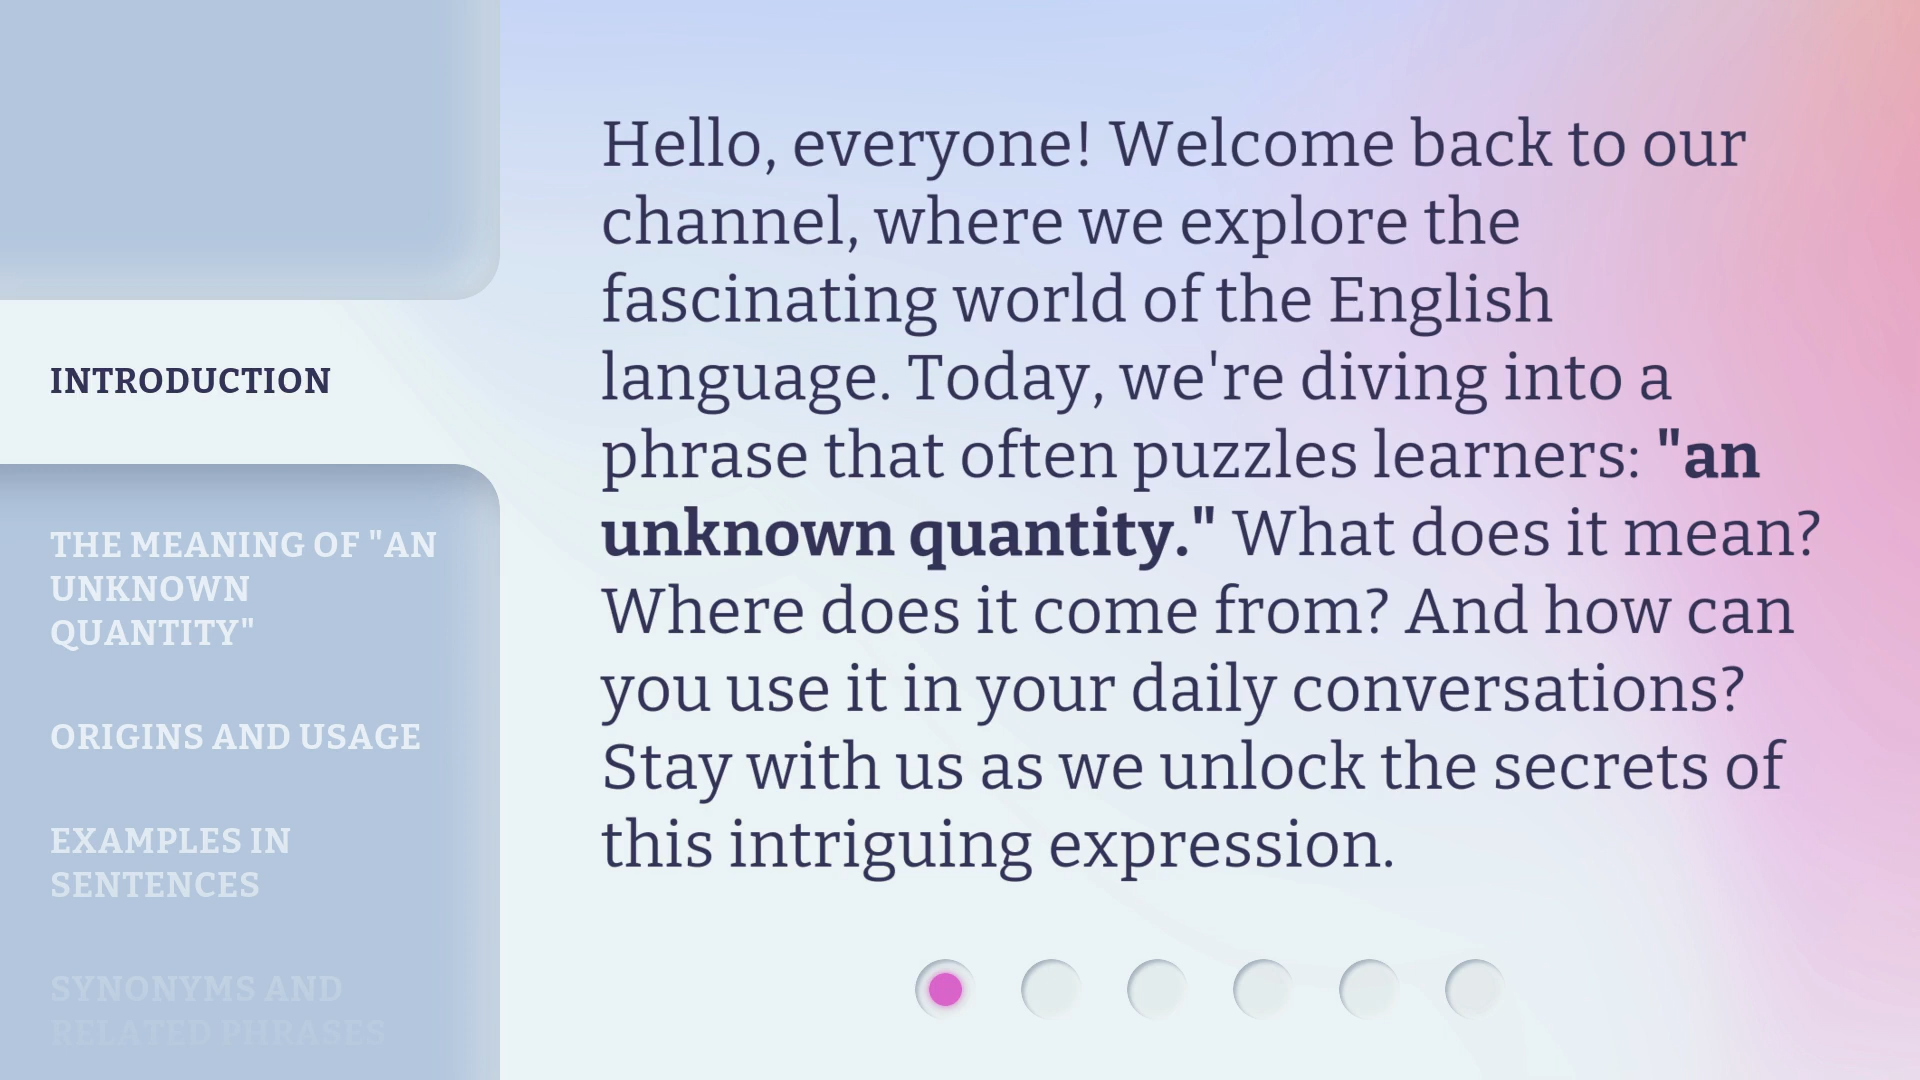 INTRODUCTION
THE MEANING OF "AN
UNKNOWN
QUANTITY"
ORIGINS AND USAGE
EXAMPLES IN
SENTENCES
SYNONYMS AND
RELATED PHRASES
Hello, everyone! Welcome back to our
channel, where we explore the
fascinating world of the English
language. Today, we're diving into a
phrase that often puzzles learners: "an
unknown quantity." What does it mean?
Where does it come from? And how can
you use it in your daily conversations?
Stay with us as we unlock the secrets of
this intriguing expression.